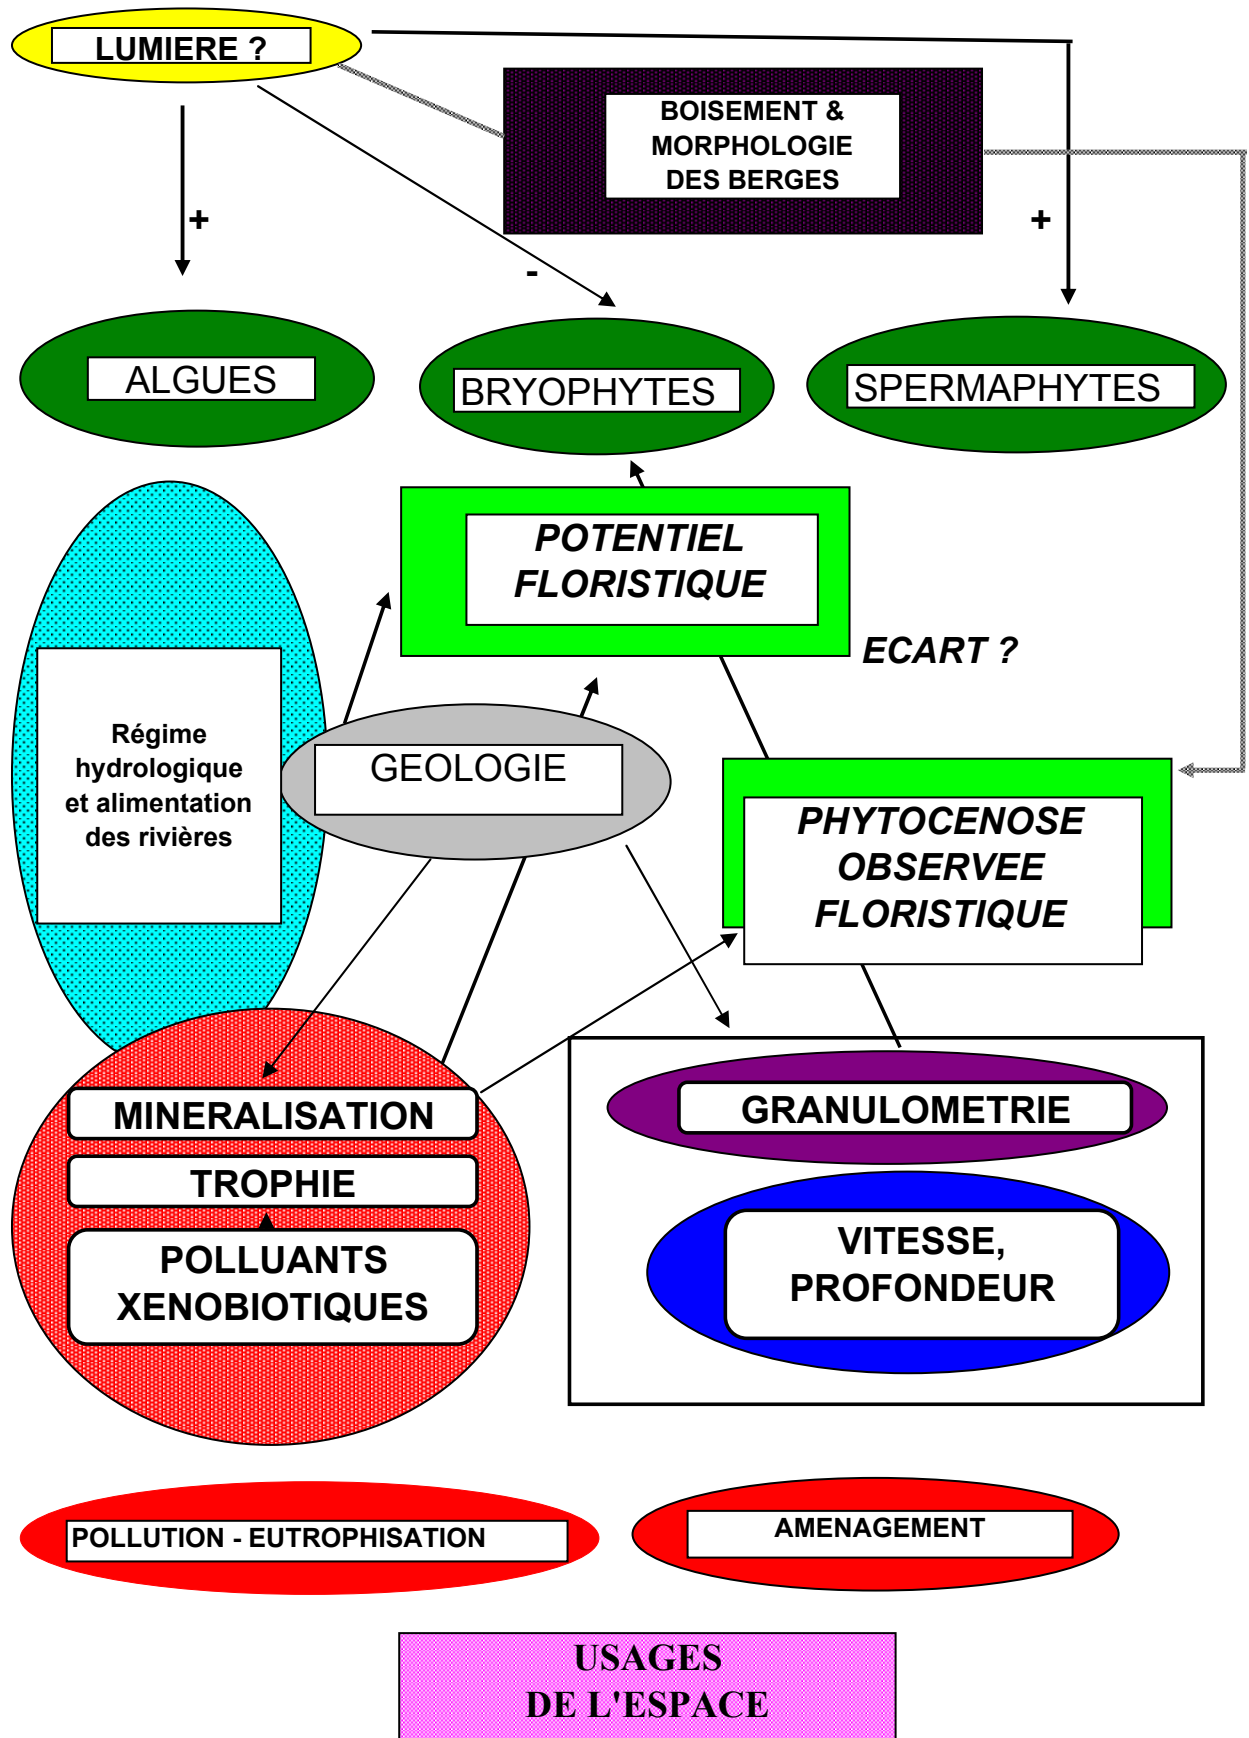 LUMIERE ?
BOISEMENT &
MORPHOLOGIE
DES BERGES
+
+
-
ALGUES
BRYOPHYTES
SPERMAPHYTES
POTENTIEL
FLORISTIQUE
ECART ?
Régime
hydrologique
et alimentation
des rivières
GEOLOGIE
PHYTOCENOSE
OBSERVEE
FLORISTIQUE
MINERALISATION
TROPHIE
POLLUANTS
XENOBIOTIQUES
GRANULOMETRIE
VITESSE,
PROFONDEUR
POLLUTION - EUTROPHISATION
AMENAGEMENT
USAGES
DE L'ESPACE